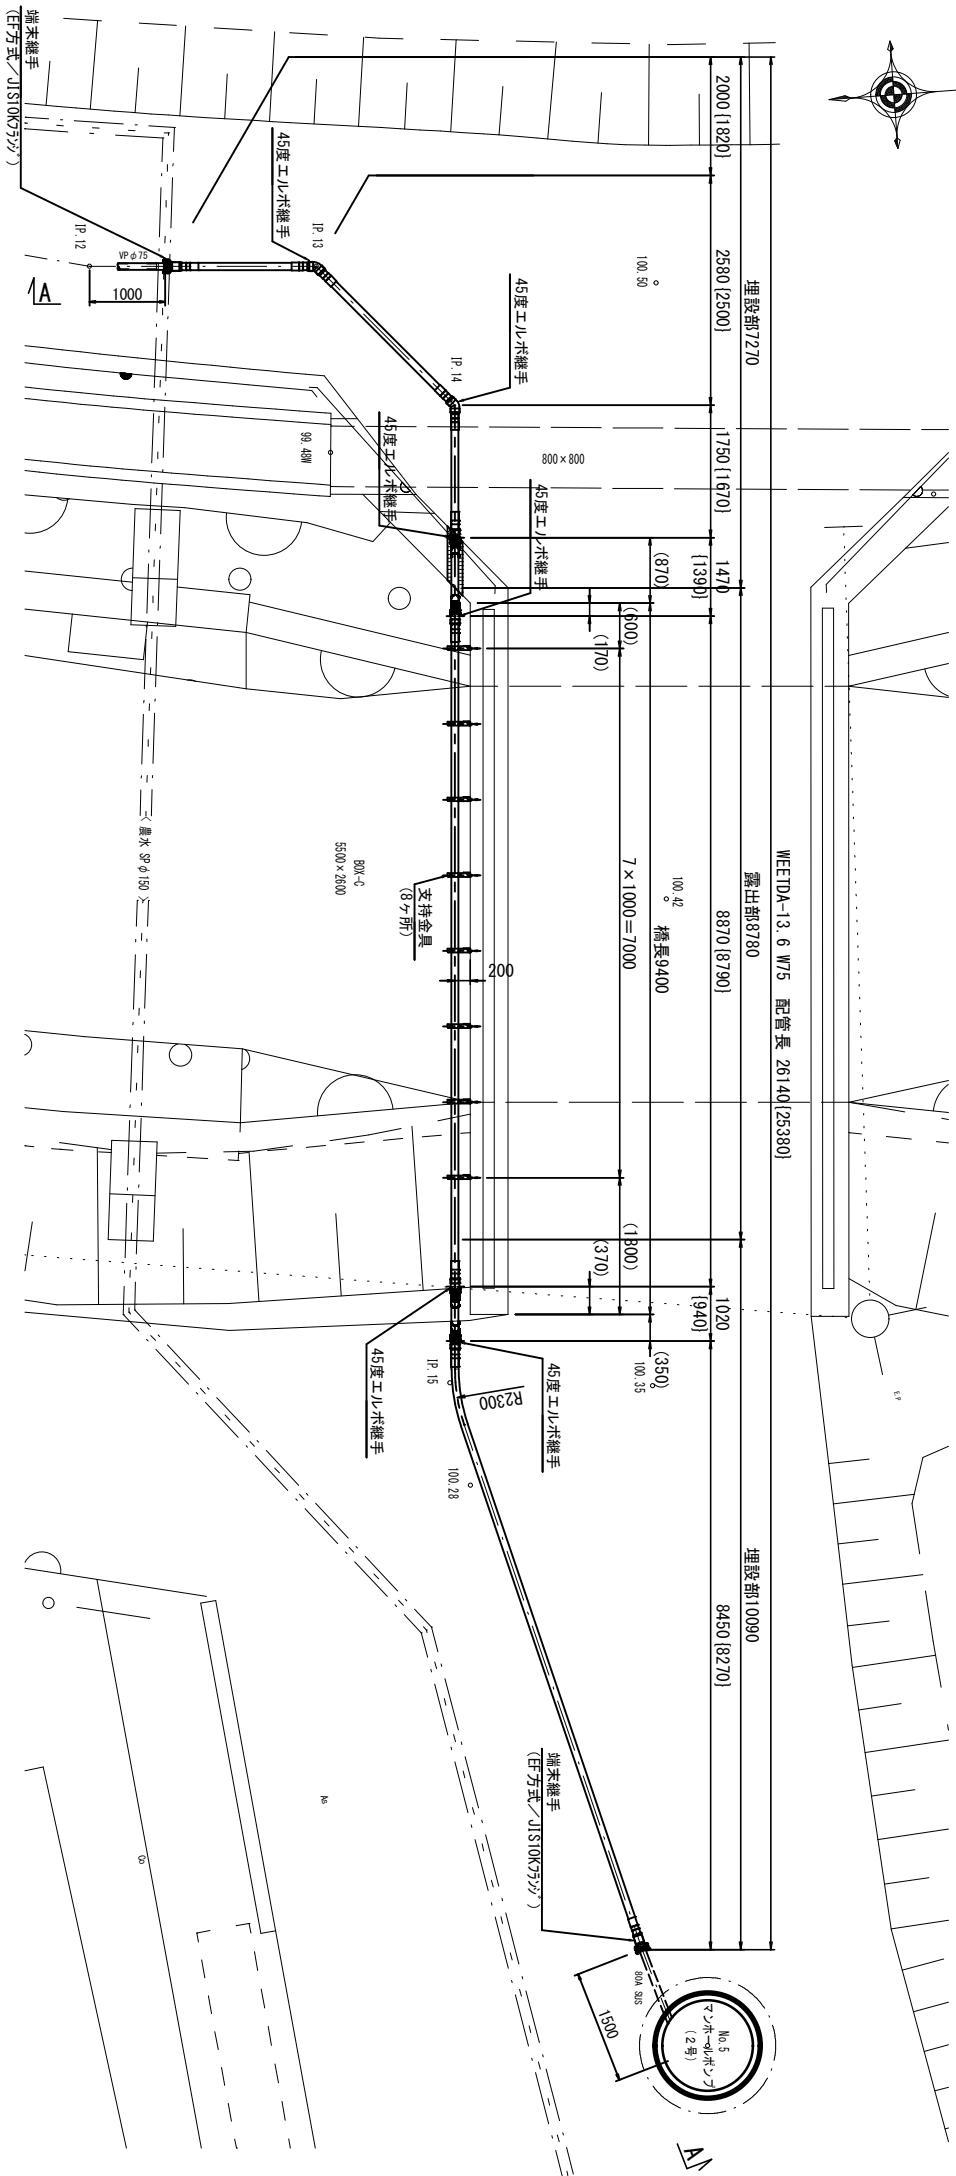 WEETDA-13.6 W75 配管長 26140{25380}
埋設部7270
露出部8780
埋設部10090
2000{1820}
2580{2500}
1750{1670}
1470
{1390}
8870{8790}
1020
{940}
8450{8270}
(870)
橋長9400
(350)
(600)
7×1000=7000
(1800)
(170)
(370)
100.50
100.42
100.35
100.28
99.48W
800×800
200
端末継手
(EF方式/JIS10Kフランジ)
45度エルボ継手
IP.13
IP.12
VPφ75
1000
A
45度エルボ継手
IP.14
45度エルボ継手
45度エルボ継手
支持金具
(8ヶ所)
BOX-C
5500×2600
農水 SPφ150
45度エルボ継手
IP.15
45度エルボ継手
R2300
端末継手
(EF方式/JIS10Kフランジ)
80A SUS
1500
No.5
マンホールポンプ
(2号)
A
As
Co